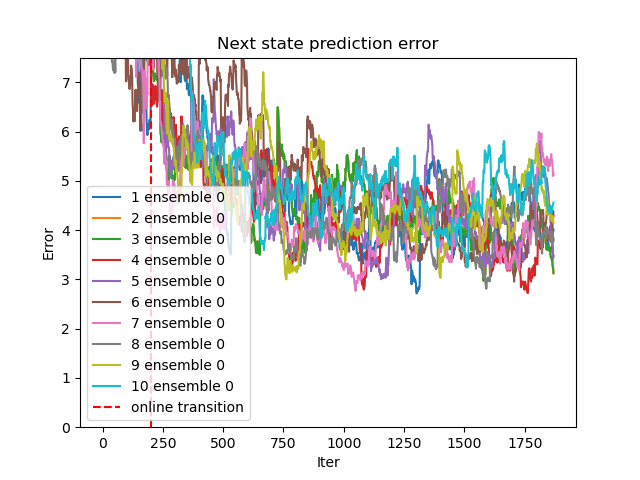 Next state prediction error
Error
7
6
5
4
3
2
1
0
1 ensemble 0
2 ensemble 0
3 ensemble 0
4 ensemble 0
5 ensemble 0
6 ensemble 0
7 ensemble 0
8 ensemble 0
9 ensemble 0
10 ensemble 0
online transition
0 250 500 750 1000 1250 1500 1750
Iter